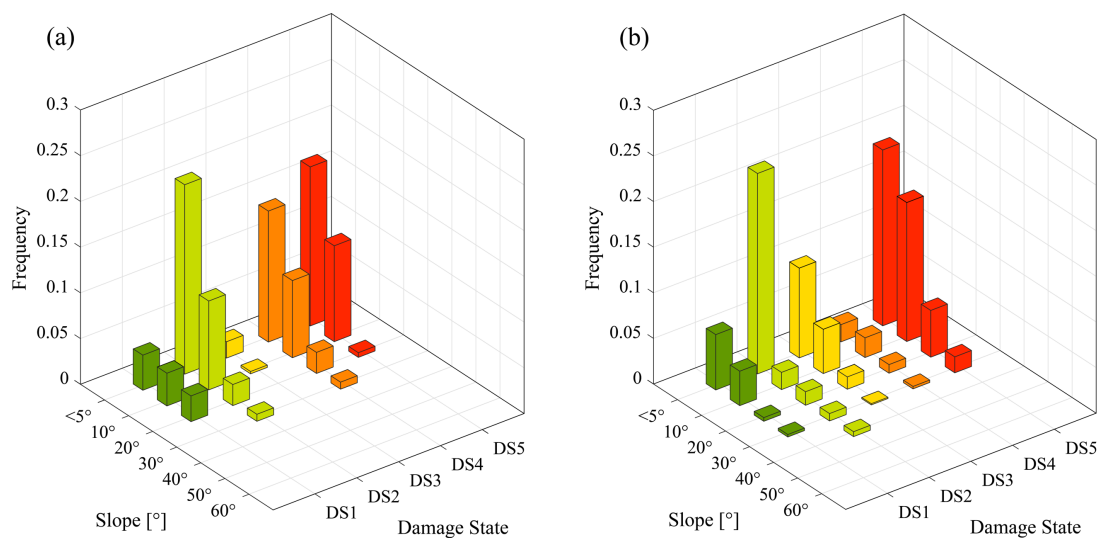 (a)
0.3
0.25
0.2
0.15
0.1
0.05
0
Frequency
<5°
10°
20°
30°
40°
50°
60°
Slope [°]
DS1
DS2
DS3
DS4
DS5
Damage State
(b)
0.3
0.25
0.2
0.15
0.1
0.05
0
Frequency
<5°
10°
20°
30°
40°
50°
60°
Slope [°]
DS1
DS2
DS3
DS4
DS5
Damage State